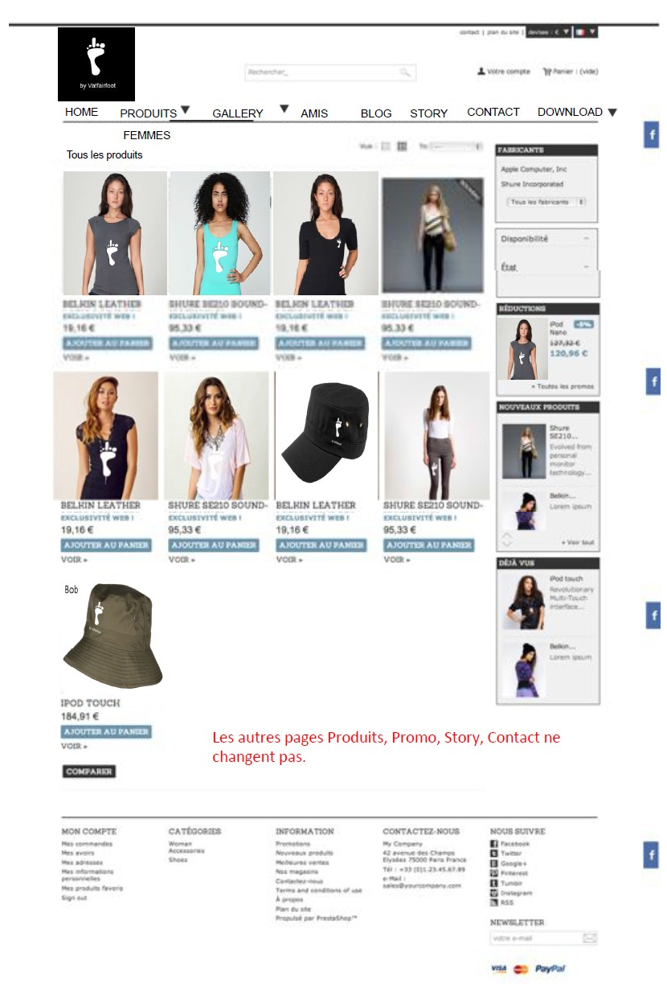 contact | plan du site | devises : €
by Vatfairfoot
Rechercher_
Votre compte
Panier : (vide)
HOME
PRODUITS
GALLERY
AMIS
BLOG
STORY
CONTACT
DOWNLOAD
FEMMES
Tous les produits
Vue :
Tri
BELKIN LEATHER
EXCLUSIVITÉ WEB !
19,16 €
AJOUTER AU PANIER
VOIR »
SHURE SE210 SOUND-
EXCLUSIVITÉ WEB !
95,33 €
AJOUTER AU PANIER
VOIR »
BELKIN LEATHER
EXCLUSIVITÉ WEB !
19,16 €
AJOUTER AU PANIER
VOIR »
SHURE SE210 SOUND-
EXCLUSIVITÉ WEB !
95,33 €
AJOUTER AU PANIER
VOIR »
BELKIN LEATHER
EXCLUSIVITÉ WEB !
19,16 €
AJOUTER AU PANIER
VOIR »
SHURE SE210 SOUND-
EXCLUSIVITÉ WEB !
95,33 €
AJOUTER AU PANIER
VOIR »
BELKIN LEATHER
EXCLUSIVITÉ WEB !
19,16 €
AJOUTER AU PANIER
VOIR »
SHURE SE210 SOUND-
EXCLUSIVITÉ WEB !
95,33 €
AJOUTER AU PANIER
VOIR »
Bob
IPOD TOUCH
184,91 €
AJOUTER AU PANIER
VOIR »
COMPARER
Les autres pages Produits, Promo, Story, Contact ne
changent pas.
FABRICANTS
Apple Computer, Inc
Shure Incorporated
Tous les fabricants
Disponibilité
État
RÉDUCTIONS
iPod
Nano
-5%
127,32 €
120,96 €
» Toutes les promos
NOUVEAUX PRODUITS
Shure
SE210...
Evolved from
personal
monitor
technology...
Belkin...
Lorem ipsum
» Voir tout
DÉJÀ VUS
iPod touch
Revolutionary
Multi-Touch
interface...
Belkin...
Lorem ipsum
MON COMPTE
Mes commandes
Mes avoirs
Mes adresses
Mes informations
personnelles
Mes produits favoris
Sign out
CATÉGORIES
Woman
Accessories
Shoes
INFORMATION
Promotions
Nouveaux produits
Meilleures ventes
Nos magasins
Contactez-nous
Terms and conditions of use
À propos
Plan du site
Propulsé par PrestaShop™
CONTACTEZ-NOUS
My Company
42 avenue des Champs
Elysées 75000 Paris France
Tél : +33 (0)1.23.45.67.89
e-Mail :
sales@yourcompany.com
NOUS SUIVRE
Facebook
Twitter
Google+
Pinterest
Tumblr
Instagram
RSS
NEWSLETTER
votre e-mail
VISA
MasterCard
PayPal